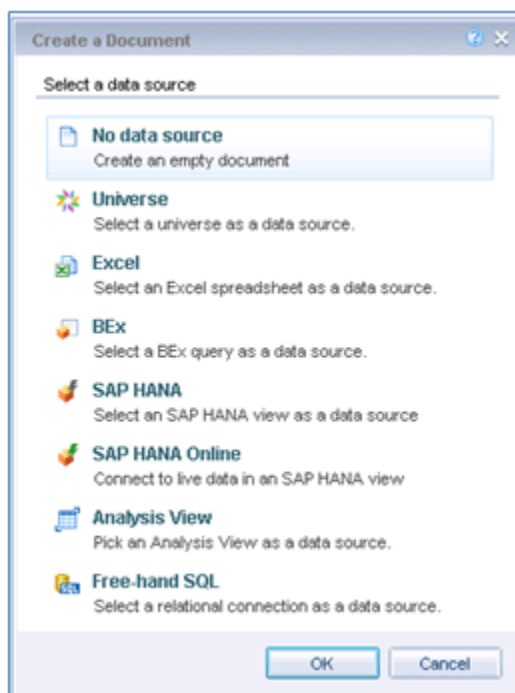 Create a Document
Select a data source
No data source
Create an empty document
Universe
Select a universe as a data source.
Excel
Select an Excel spreadsheet as a data source.
BEx
Select a BEx query as a data source.
SAP HANA
Select an SAP HANA view as a data source
SAP HANA Online
Connect to live data in an SAP HANA view
Analysis View
Pick an Analysis View as a data source.
Free-hand SQL
Select a relational connection as a data source.
OK Cancel